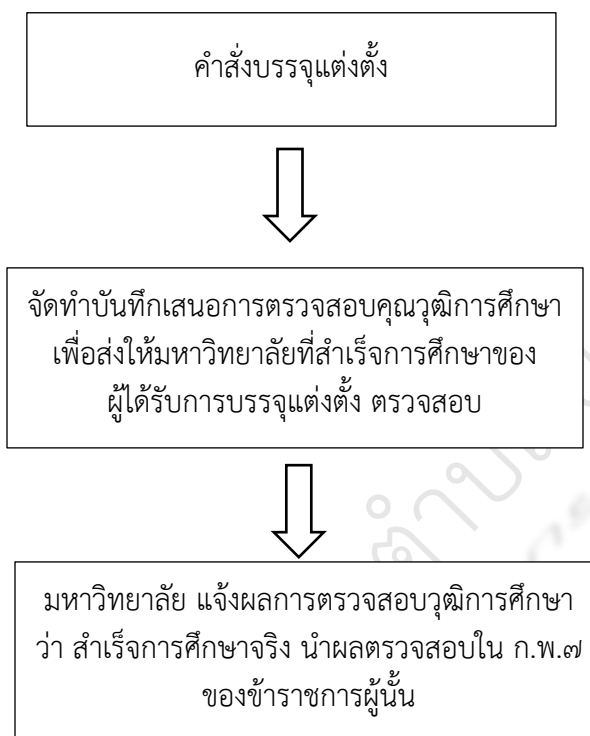 คำสั่งบรรจุแต่งตั้ง
จัดทำบันทึกเสนอการตรวจสอบคุณวุฒิการศึกษา
เพื่อส่งให้มหาวิทยาลัยที่สำเร็จการศึกษาของ
ผู้ได้รับการบรรจุแต่งตั้ง ตรวจสอบ
มหาวิทยาลัย แจ้งผลการตรวจสอบวุฒิการศึกษา
ว่า สำเร็จการศึกษาจริง นำผลตรวจสอบใน ก.พ.๗
ของข้าราชการผู้นั้น